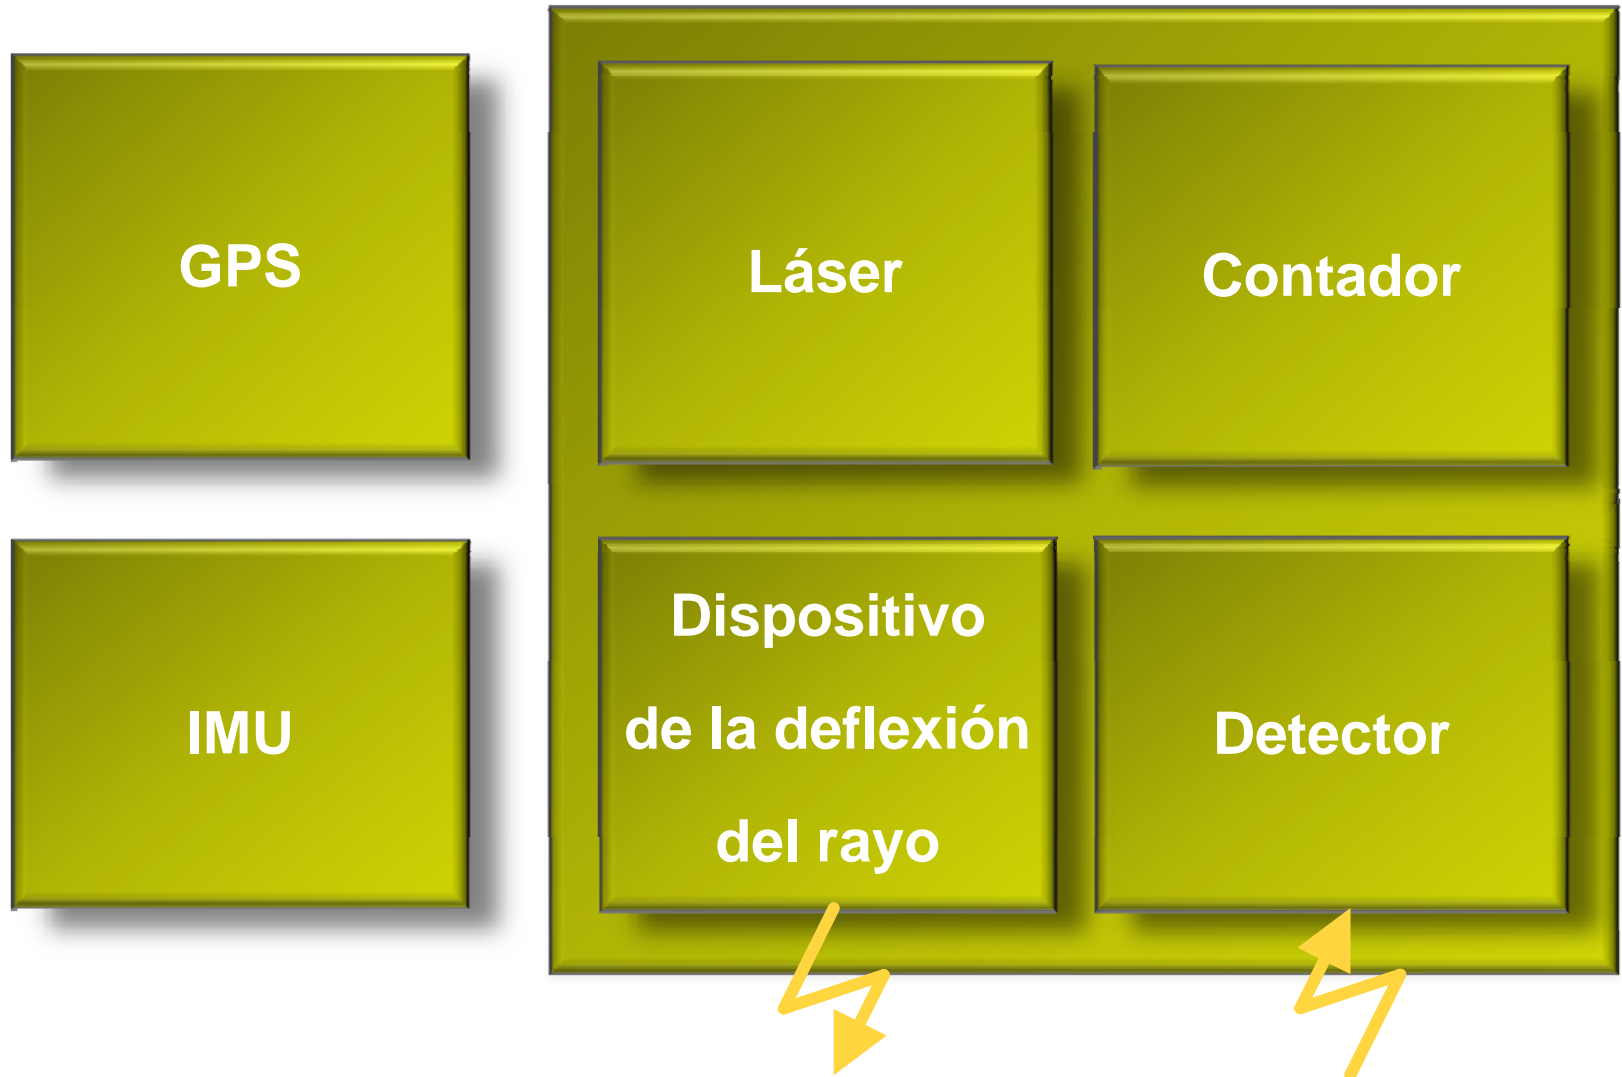 GPS
Láser
Contador
IMU
Dispositivo
de la deflexión
del rayo
Detector